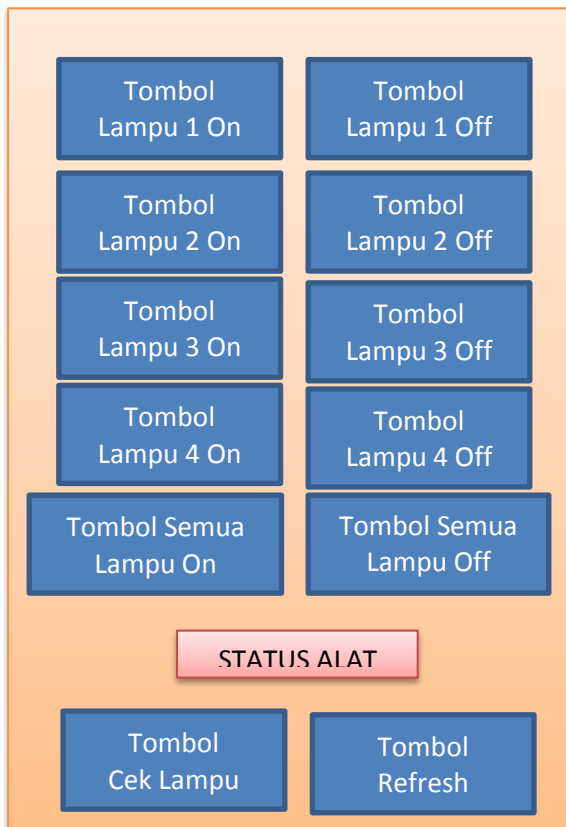 Tombol
Lampu 1 On
Tombol
Lampu 1 Off
Tombol
Lampu 2 On
Tombol
Lampu 2 Off
Tombol
Lampu 3 On
Tombol
Lampu 3 Off
Tombol
Lampu 4 On
Tombol
Lampu 4 Off
Tombol Semua
Lampu On
Tombol Semua
Lampu Off
STATUS ALAT
Tombol
Cek Lampu
Tombol
Refresh